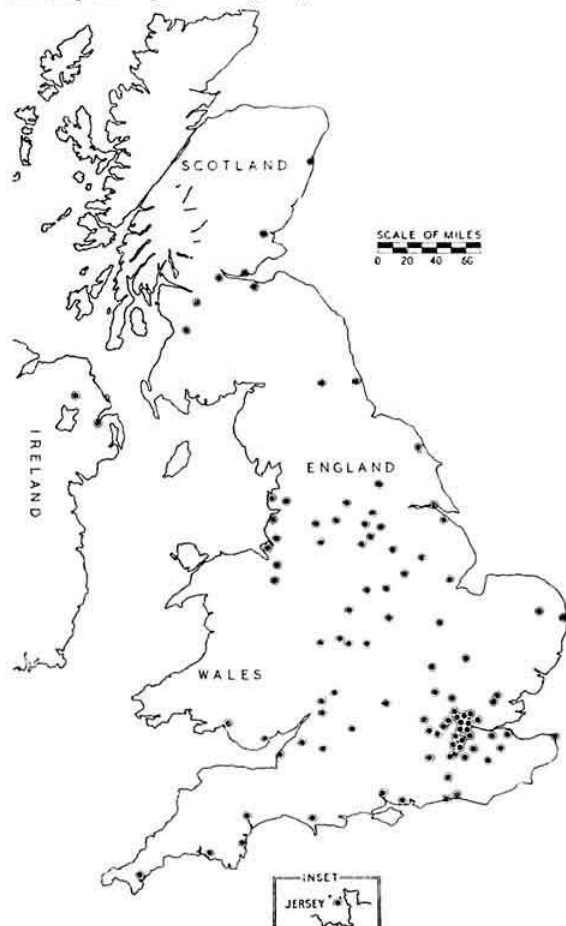 SCOTLAND
SCALE OF MILES
0 20 40 60
IRELAND
ENGLAND
WALES
INSET
JERSEY